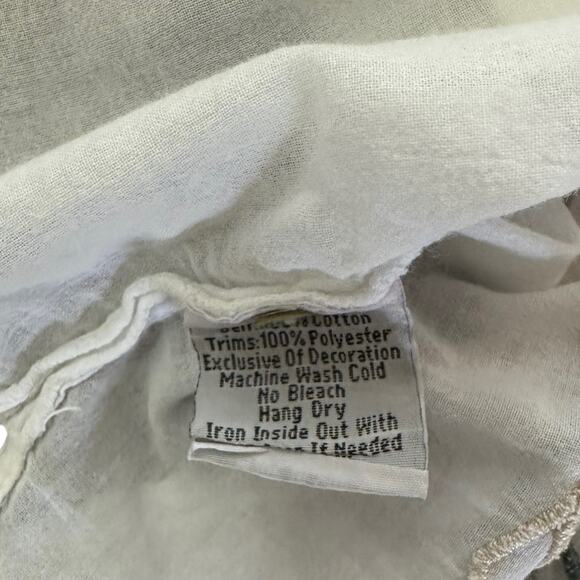 Cotton
Trims:100% Polyester
Exclusive Of Decoration
Machine Wash Cold
No Bleach
Hang Dry
Iron Inside Out With
If Needed